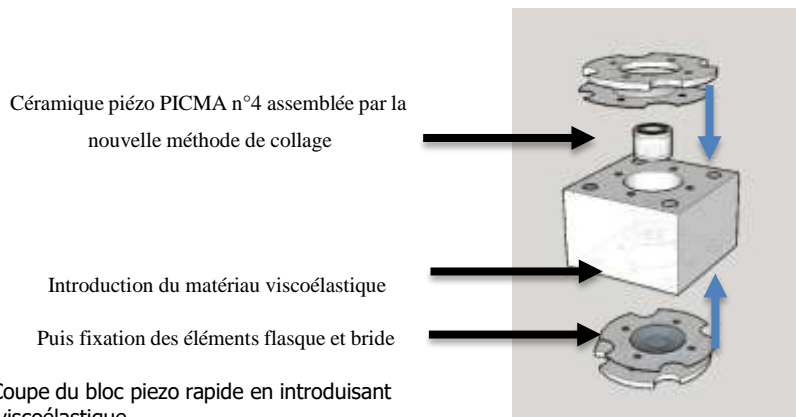 Céramique piézo PICMA n°4 assemblée par la
nouvelle méthode de collage
Introduction du matériau viscoélastique
Puis fixation des éléments flasque et bride
Coupe du bloc piezo rapide en introduisant
viscoélastique